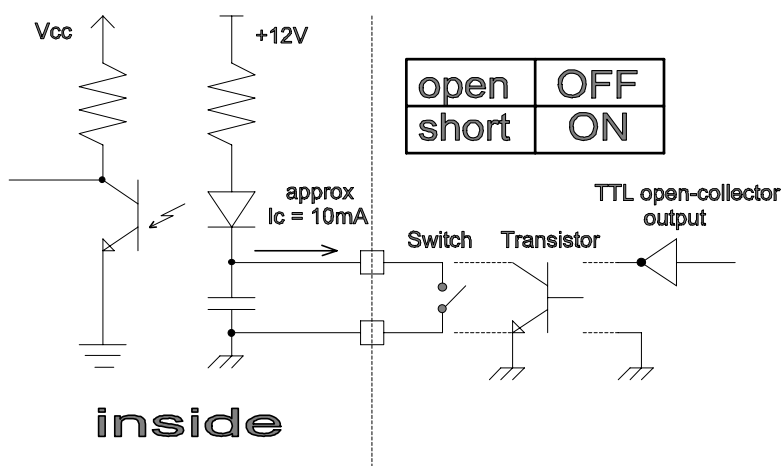 Vcc
+12V
open OFF
short ON
approx
Ic = 10mA
TTL open-collector
output
Switch
Transistor
inside